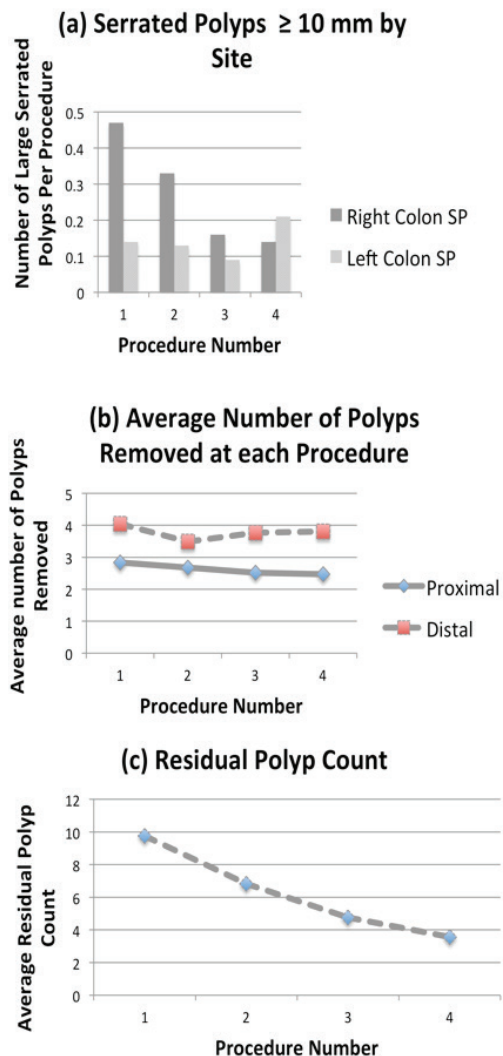 (a) Serrated Polyps ≥ 10 mm by
Site
Number of Large Serrated
Polyps Per Procedure
0.5
0.4
0.3
0.2
0.1
0
1 2 3 4
Procedure Number
Right Colon SP
Left Colon SP
(b) Average Number of Polyps
Removed at each Procedure
Average number of Polyps
Removed
5
4
3
2
1
0
1 2 3 4
Procedure Number
Proximal
Distal
(c) Residual Polyp Count
Average Residual Polyp
Count
12
10
8
6
4
2
0
1 2 3 4
Procedure Number